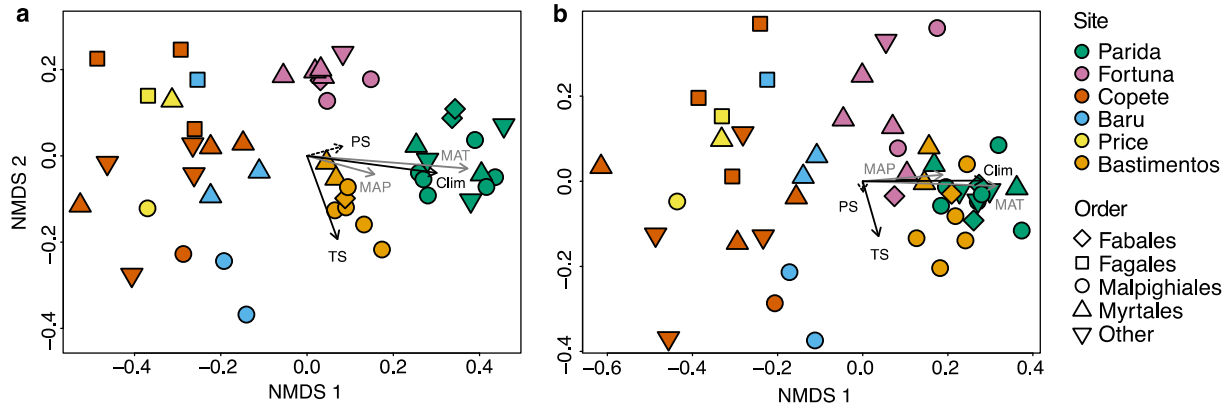 a
NMDS 2
0.2
0.0
−0.2
−0.4
PS
MAT
MAP
Clim
TS
−0.4
−0.2
0.0
0.2
0.4
NMDS 1
b
0.2
0.0
−0.2
−0.4
MAP
Clim
PS
MAT
TS
−0.6
−0.4
−0.2
0.0
0.2
0.4
NMDS 1
Site
Parida
Fortuna
Copete
Baru
Price
Bastimentos
Order
Fabales
Fagales
Malpighiales
Myrtales
Other